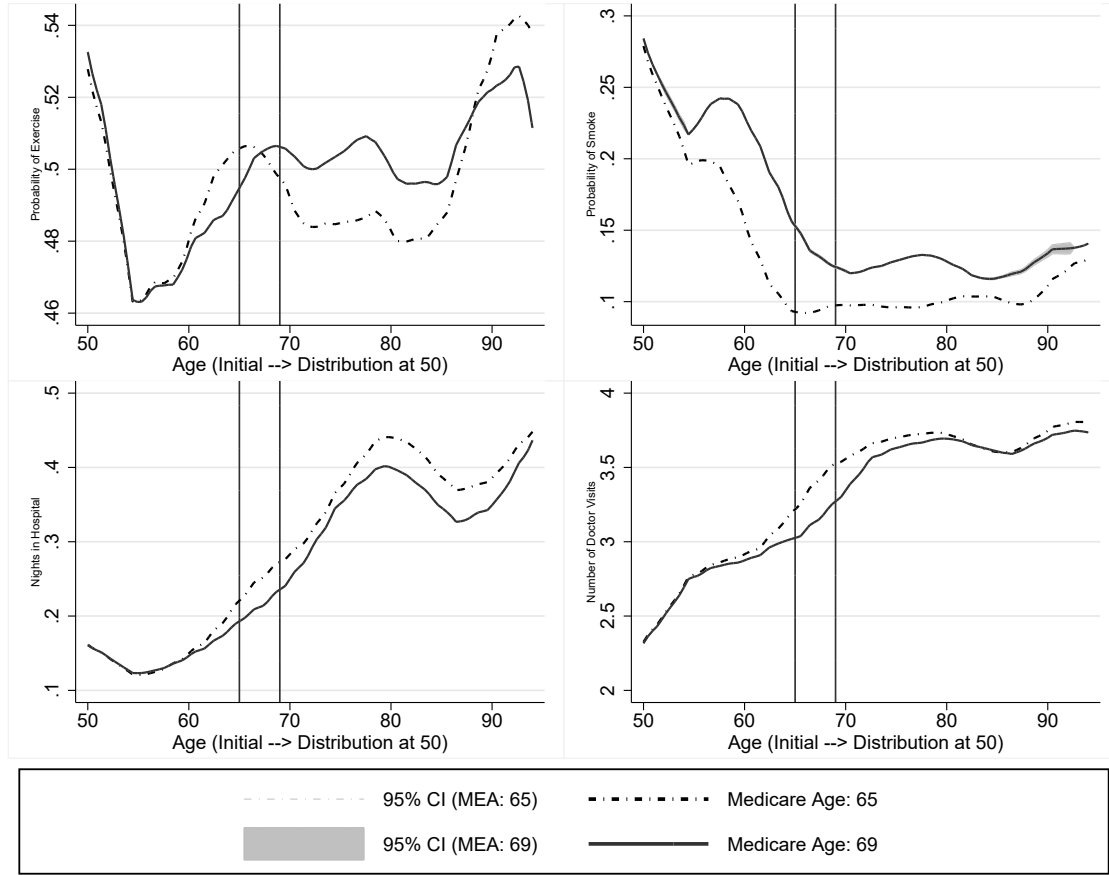 Probability of Exercise
.54
.52
.5
.48
.46
50 60 70 80 90
Age (Initial --> Distribution at 50)
Probability of Smoke
.3
.25
.2
.15
.1
50 60 70 80 90
Age (Initial --> Distribution at 50)
Nights in Hospital
.5
.4
.3
.2
.1
50 60 70 80 90
Age (Initial --> Distribution at 50)
Number of Doctor Visits
4
3.5
3
2.5
2
50 60 70 80 90
Age (Initial --> Distribution at 50)
95% CI (MEA: 65) Medicare Age: 65
95% CI (MEA: 69) Medicare Age: 69